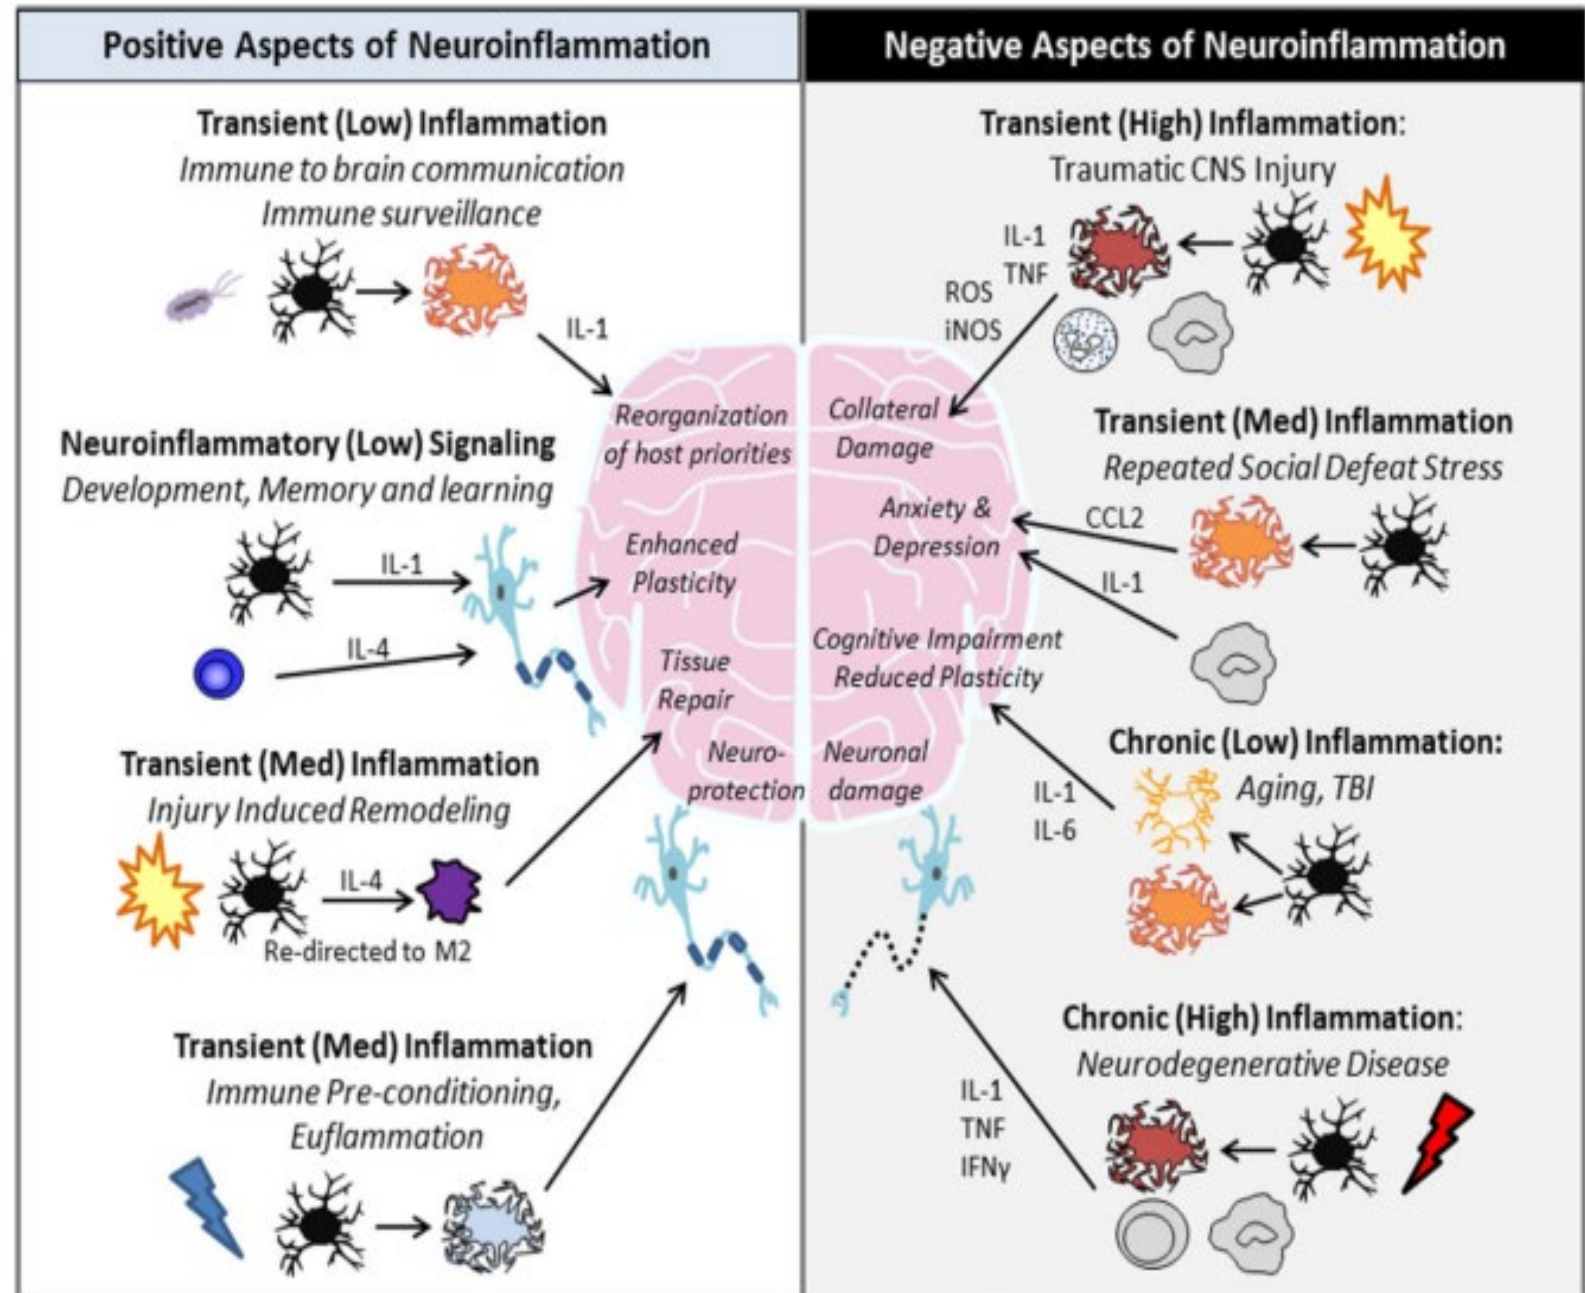 Positive Aspects of Neuroinflammation
Transient (Low) Inflammation
Immune to brain communication
Immune surveillance
IL-1
Reorganization
of host priorities
Neuroinflammatory (Low) Signaling
Development, Memory and learning
IL-1
IL-4
Enhanced
Plasticity
Tissue
Repair
Transient (Med) Inflammation
Injury Induced Remodeling
IL-4
Re-directed to M2
Neuro-
protection
Transient (Med) Inflammation
Immune Pre-conditioning,
Euflammation
Negative Aspects of Neuroinflammation
Transient (High) Inflammation:
Traumatic CNS Injury
IL-1
TNF
ROS
iNOS
Collateral
Damage
Transient (Med) Inflammation
Repeated Social Defeat Stress
CCL2
IL-1
Anxiety &
Depression
Cognitive Impairment
Reduced Plasticity
Chronic (Low) Inflammation:
Aging, TBI
IL-1
IL-6
Neuronal
damage
Chronic (High) Inflammation:
Neurodegenerative Disease
IL-1
TNF
IFNγ